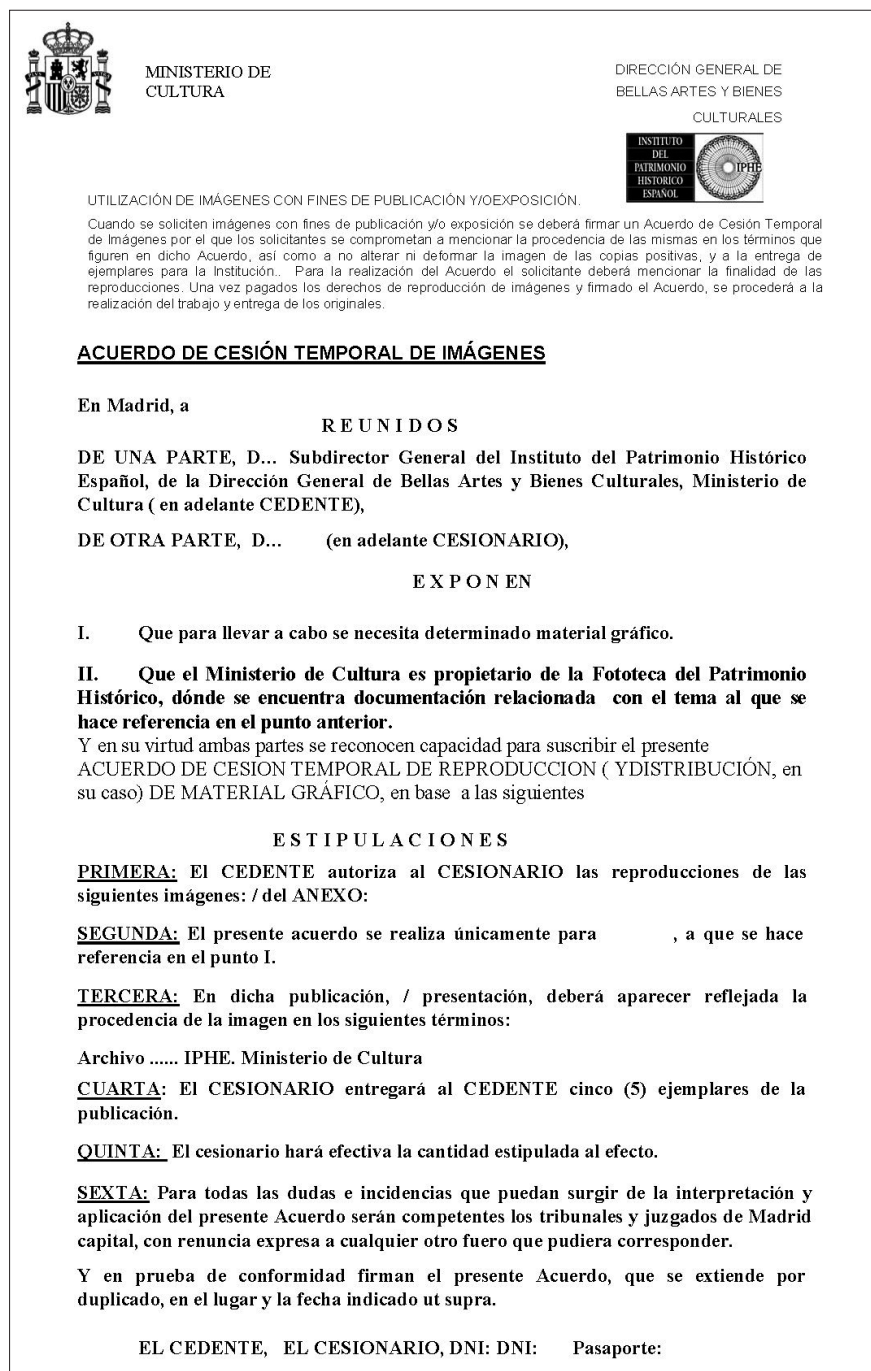 MINISTERIO DE
CULTURA
DIRECCIÓN GENERAL DE
BELLAS ARTES Y BIENES
CULTURALES
INSTITUTO
DEL
PATRIMONIO
HISTORICO
ESPAÑOL
IPHE
UTILIZACIÓN DE IMÁGENES CON FINES DE PUBLICACIÓN Y/OEXPOSICIÓN.
Cuando se soliciten imágenes con fines de publicación y/o exposición se deberá firmar un Acuerdo de Cesión Temporal
de Imágenes por el que los solicitantes se comprometan a mencionar la procedencia de las mismas en los términos que
figuren en dicho Acuerdo, así como a no alterar ni deformar la imagen de las copias positivas, y a la entrega de
ejemplares para la Institución.. Para la realización del Acuerdo el solicitante deberá mencionar la finalidad de las
reproducciones. Una vez pagados los derechos de reproducción de imágenes y firmado el Acuerdo, se procederá a la
realización del trabajo y entrega de los originales.
ACUERDO DE CESIÓN TEMPORAL DE IMÁGENES
En Madrid, a
R E U N I D O S
DE UNA PARTE, D... Subdirector General del Instituto del Patrimonio Histórico
Español, de la Dirección General de Bellas Artes y Bienes Culturales, Ministerio de
Cultura ( en adelante CEDENTE),
DE OTRA PARTE, D... (en adelante CESIONARIO),
E X P O N EN
I. Que para llevar a cabo se necesita determinado material gráfico.
II. Que el Ministerio de Cultura es propietario de la Fototeca del Patrimonio
Histórico, dónde se encuentra documentación relacionada con el tema al que se
hace referencia en el punto anterior.
Y en su virtud ambas partes se reconocen capacidad para suscribir el presente
ACUERDO DE CESION TEMPORAL DE REPRODUCCION ( YDISTRIBUCIÓN, en
su caso) DE MATERIAL GRÁFICO, en base a las siguientes
E S T I P U L A C I O N E S
PRIMERA: El CEDENTE autoriza al CESIONARIO las reproducciones de las
siguientes imágenes: / del ANEXO:
SEGUNDA: El presente acuerdo se realiza únicamente para , a que se hace
referencia en el punto I.
TERCERA: En dicha publicación, / presentación, deberá aparecer reflejada la
procedencia de la imagen en los siguientes términos:
Archivo ...... IPHE. Ministerio de Cultura
CUARTA: El CESIONARIO entregará al CEDENTE cinco (5) ejemplares de la
publicación.
QUINTA: El cesionario hará efectiva la cantidad estipulada al efecto.
SEXTA: Para todas las dudas e incidencias que puedan surgir de la interpretación y
aplicación del presente Acuerdo serán competentes los tribunales y juzgados de Madrid
capital, con renuncia expresa a cualquier otro fuero que pudiera corresponder.
Y en prueba de conformidad firman el presente Acuerdo, que se extiende por
duplicado, en el lugar y la fecha indicado ut supra.
EL CEDENTE, EL CESIONARIO, DNI: DNI: Pasaporte: